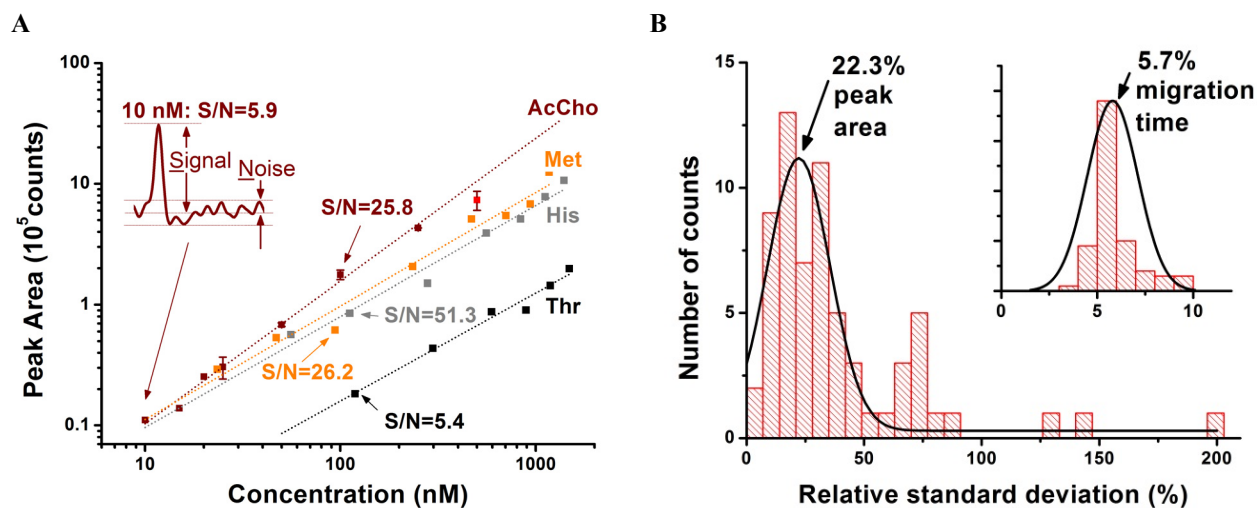 A
Peak Area (10⁵ counts)
100
10
1
0.1
10
100
1000
Concentration (nM)
10 nM: S/N=5.9
Signal
Noise
S/N=25.8
AcCho
Met
His
S/N=51.3
Thr
S/N=26.2
S/N=5.4
B
Number of counts
15
10
5
0
0
50
100
150
200
Relative standard deviation (%)
22.3%
peak
area
5.7%
migration
time
0
5
10